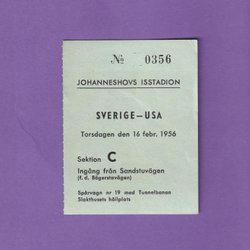 № 0356
JOHANNESHOVS ISSTADION
SVERIGE—USA
Torsdagen den 16 febr. 1956
Sektion C
Ingång från Sandstuvägen
(f. d. Bägerstavägen)
Spårvagn nr 19 med Tunnelbanan
Slakthusets hållplats